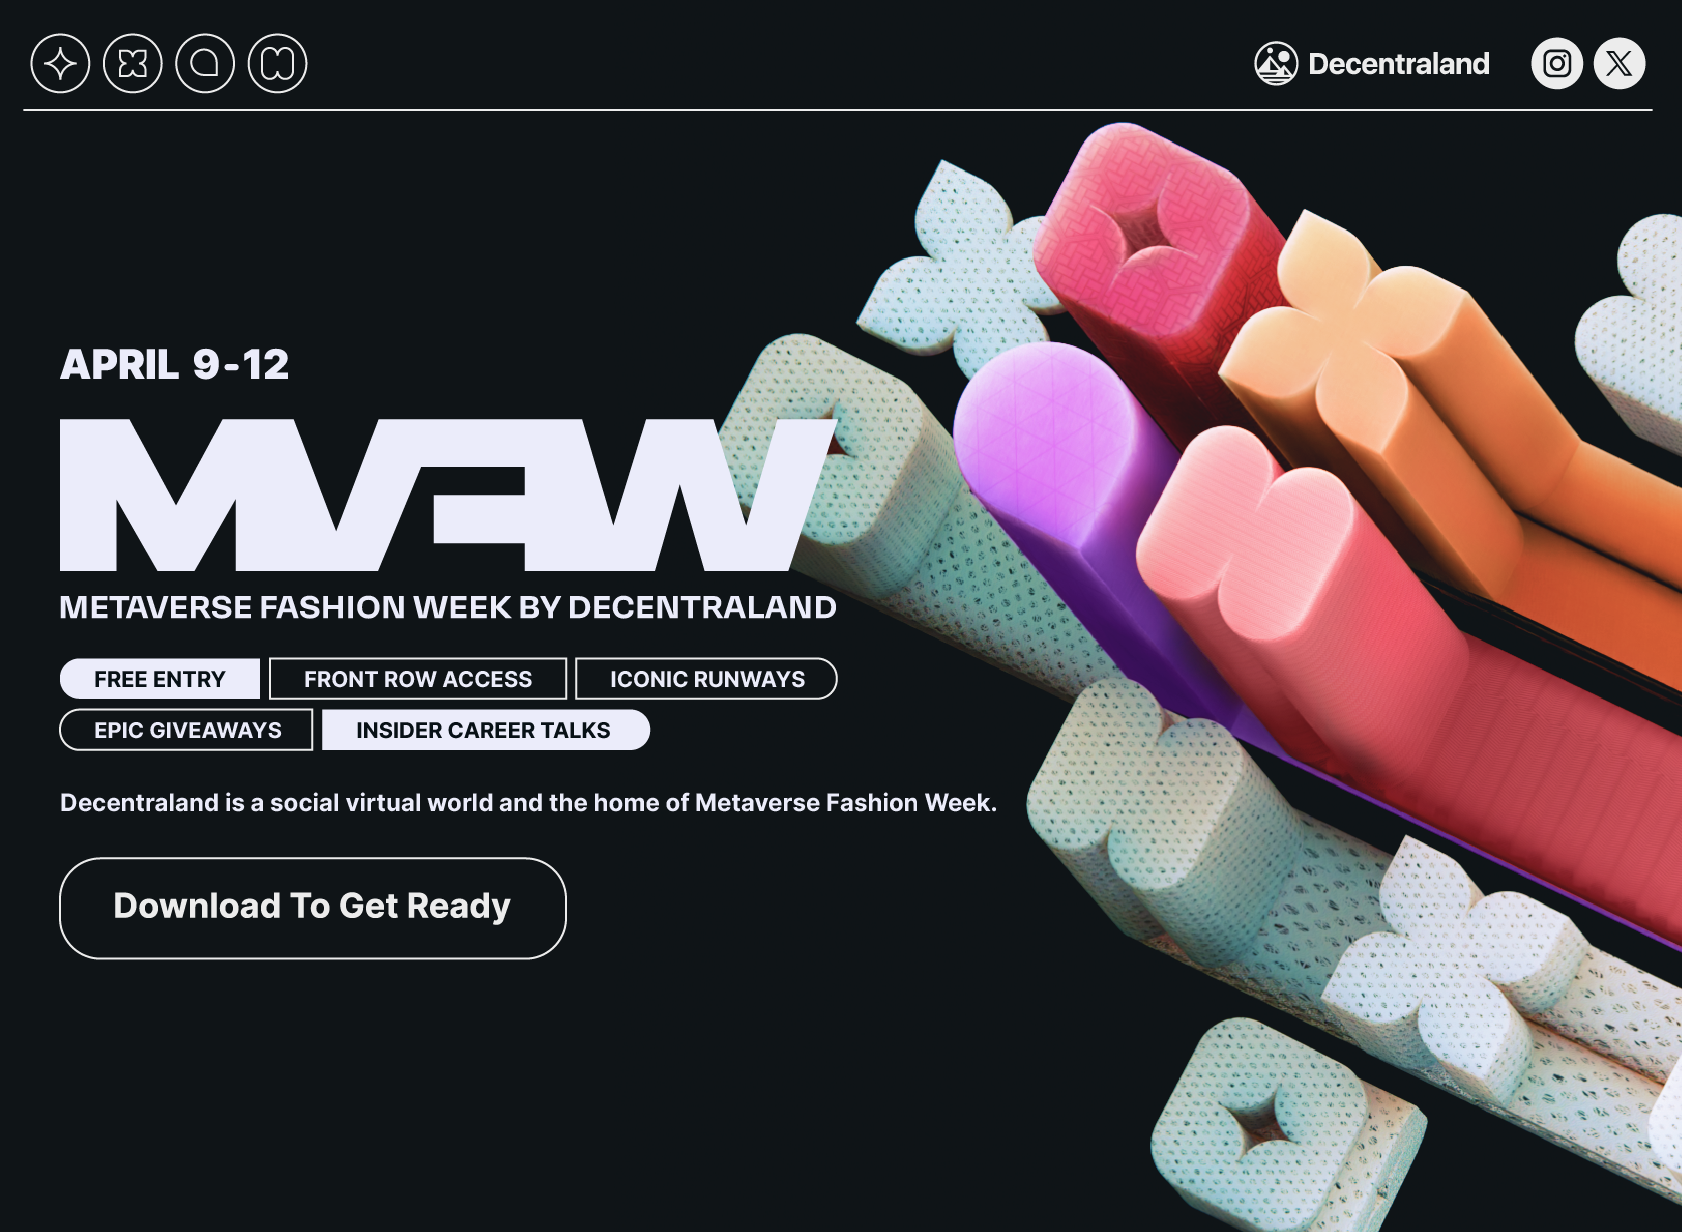 Decentraland
APRIL 9-12
MVFW
METAVERSE FASHION WEEK BY DECENTRALAND
FREE ENTRY
FRONT ROW ACCESS
ICONIC RUNWAYS
EPIC GIVEAWAYS
INSIDER CAREER TALKS
Decentraland is a social virtual world and the home of Metaverse Fashion Week.
Download To Get Ready